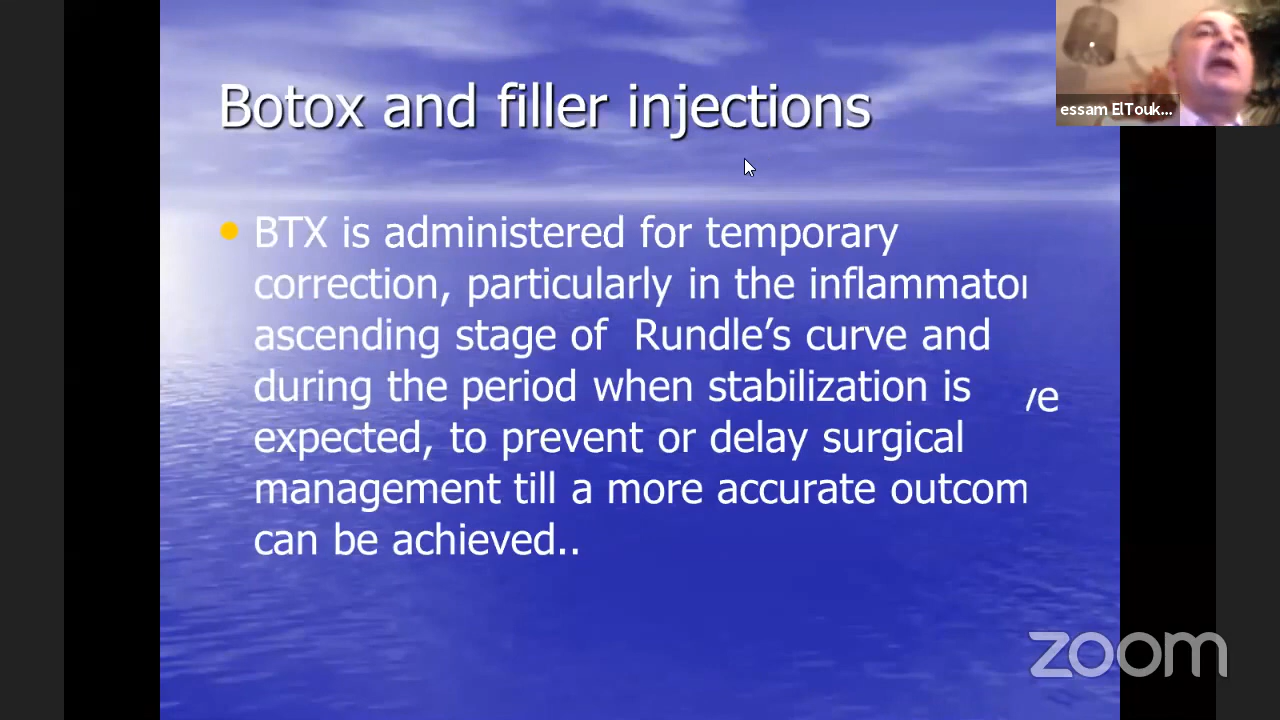 Botox and filler injections
essam ElTouk...
BTX is administered for temporary
correction, particularly in the inflammator
ascending stage of Rundle’s curve and
during the period when stabilization is
expected, to prevent or delay surgical
management till a more accurate outcom
can be achieved..
zoom